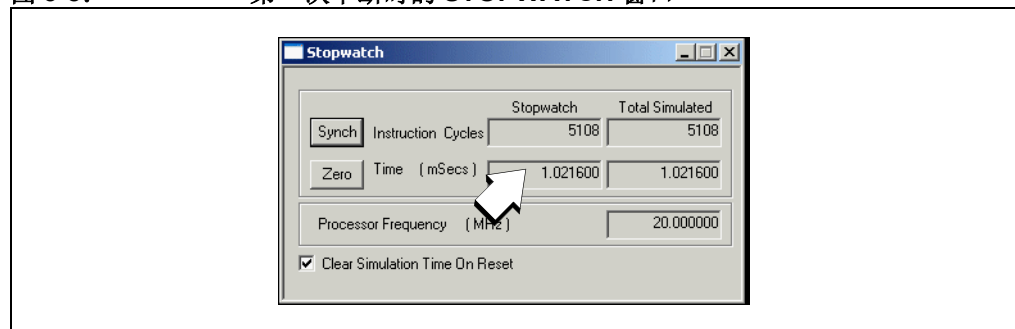 Stopwatch
Stopwatch Total Simulated
Synch Instruction Cycles 5108 5108
Zero Time (mSecs) 1.021600 1.021600
Processor Frequency (MHz) 20.000000
Clear Simulation Time On Reset